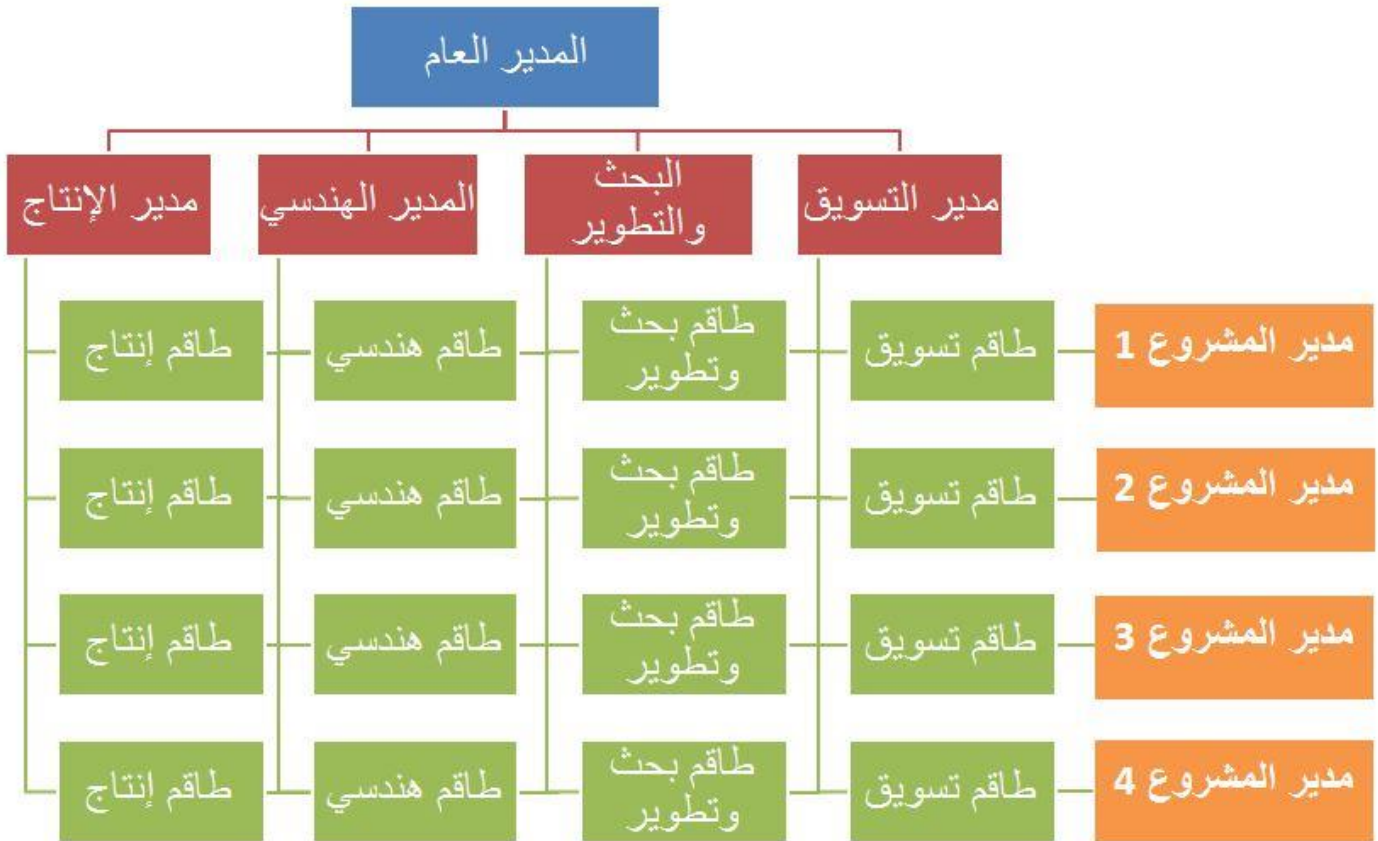 المدير العام
مدير التسويق
البحث
والتطوير
المدير الهندسي
مدير الإنتاج
مدير المشروع 1
طاقم تسويق
طاقم بحث
وتطوير
طاقم هندسي
طاقم إنتاج
مدير المشروع 2
طاقم تسويق
طاقم بحث
وتطوير
طاقم هندسي
طاقم إنتاج
مدير المشروع 3
طاقم تسويق
طاقم بحث
وتطوير
طاقم هندسي
طاقم إنتاج
مدير المشروع 4
طاقم تسويق
طاقم بحث
وتطوير
طاقم هندسي
طاقم إنتاج